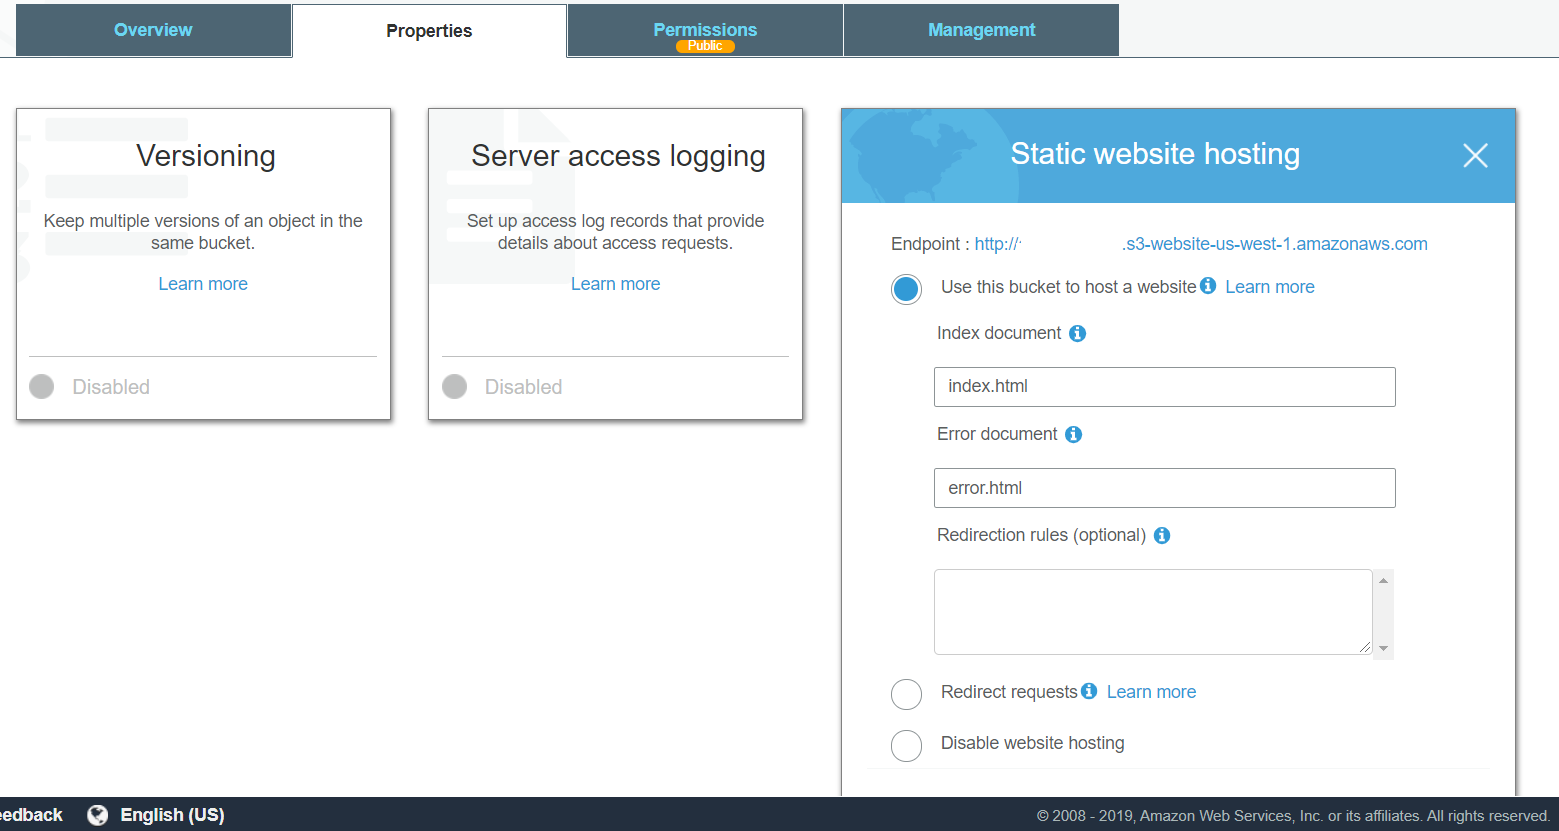 Overview
Properties
Permissions
Public
Management
Versioning
Keep multiple versions of an object in the
same bucket.
Learn more
Disabled
Server access logging
Set up access log records that provide
details about access requests.
Learn more
Disabled
Static website hosting
Endpoint : http:// .s3-website-us-west-1.amazonaws.com
Use this bucket to host a website Learn more
Index document
index.html
Error document
error.html
Redirection rules (optional)
Redirect requests Learn more
Disable website hosting
edback
English (US)
© 2008 - 2019, Amazon Web Services, Inc. or its affiliates. All rights reserved.